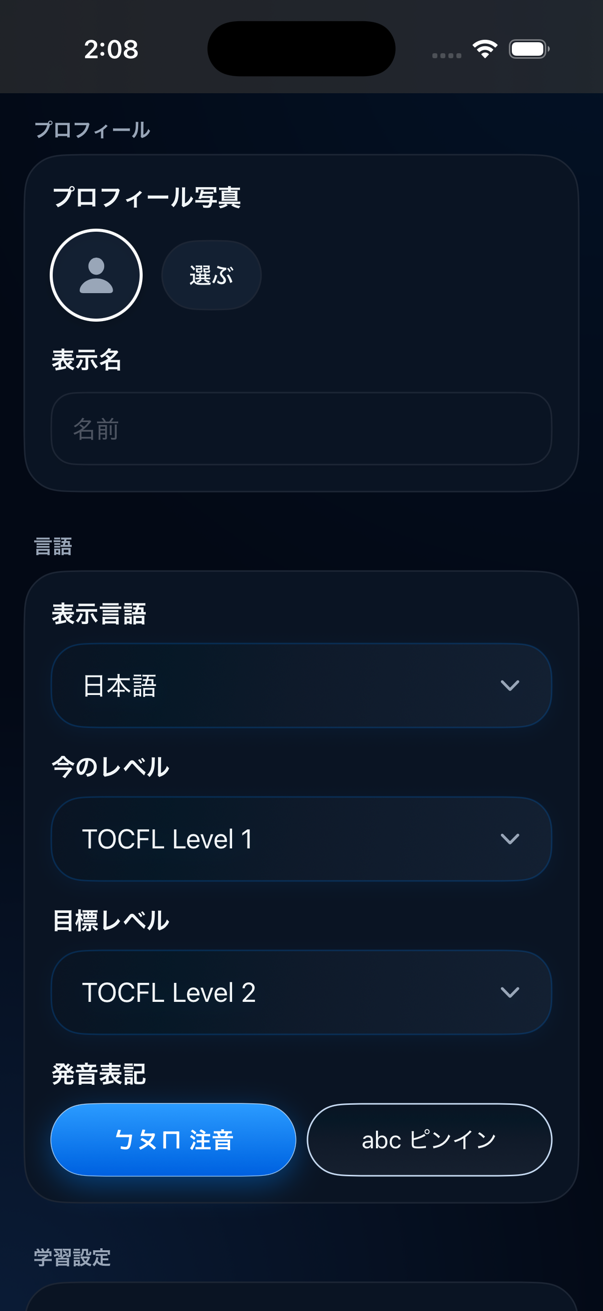 2:08
プロフィール
プロフィール写真
選ぶ
表示名
名前
言語
表示言語
日本語
今のレベル
TOCFL Level 1
目標レベル
TOCFL Level 2
発音表記
ㄅㄆㄇ 注音
abc ピンイン
学習設定